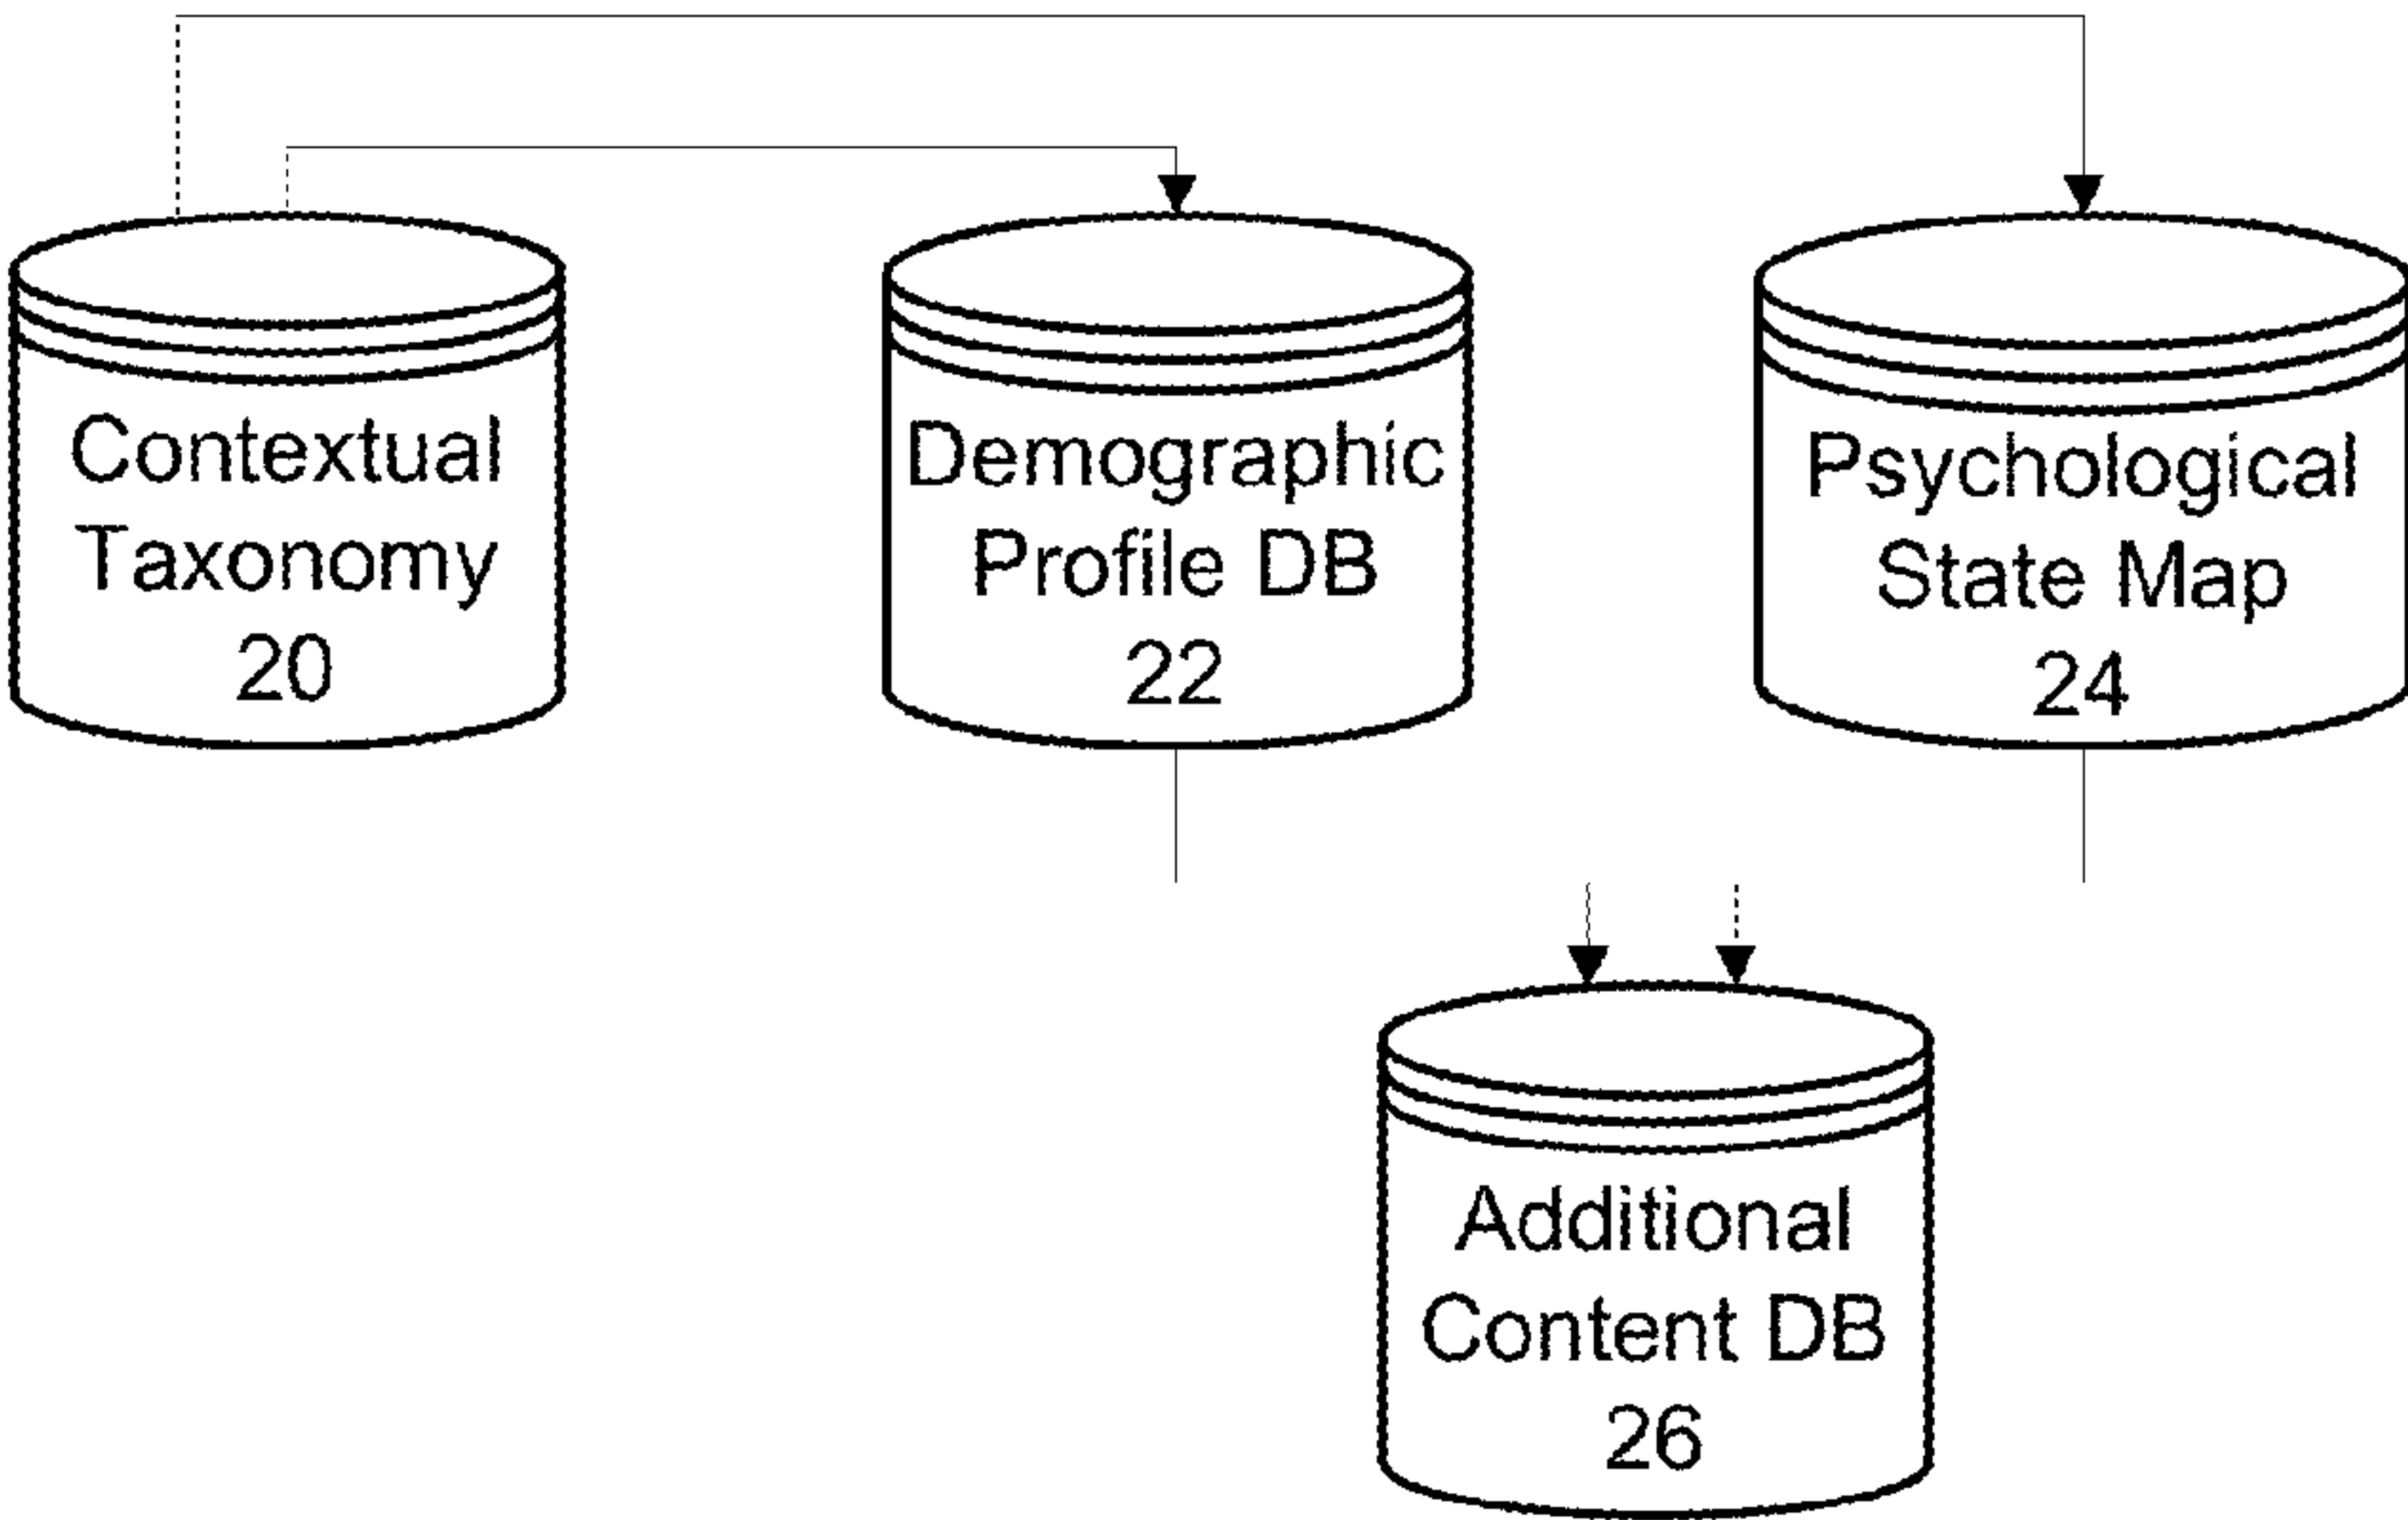 Contextual
Taxonomy
20
Demographic
Profile DB
22
Psychological
State Map
24
Additional
Content DB
26